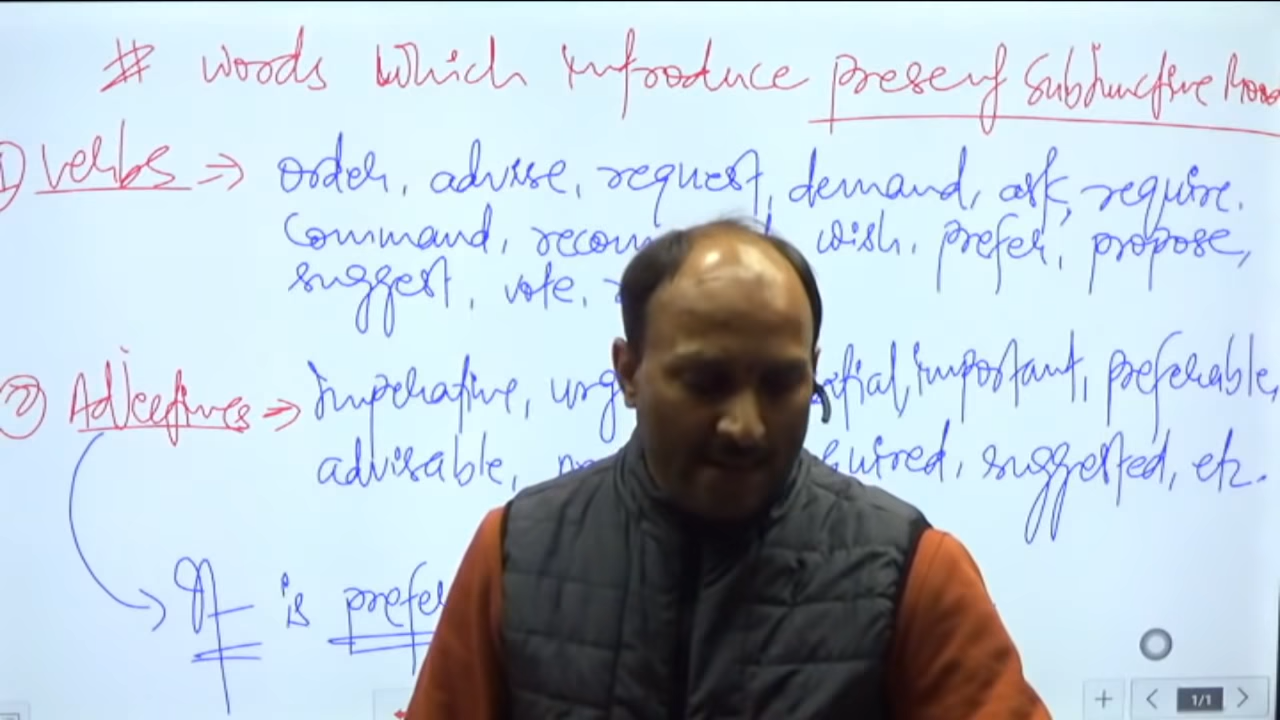 # words which introduce present Subjunctive Mood
① verbs ⇒ order, advise, request, demand, ask, require.
Command, wish, prefer, propose,
suggest, vote,
② Adjectives → Imperative, important, preferable,
advisable, suggested, etc.
It is
+ < 1/1 >